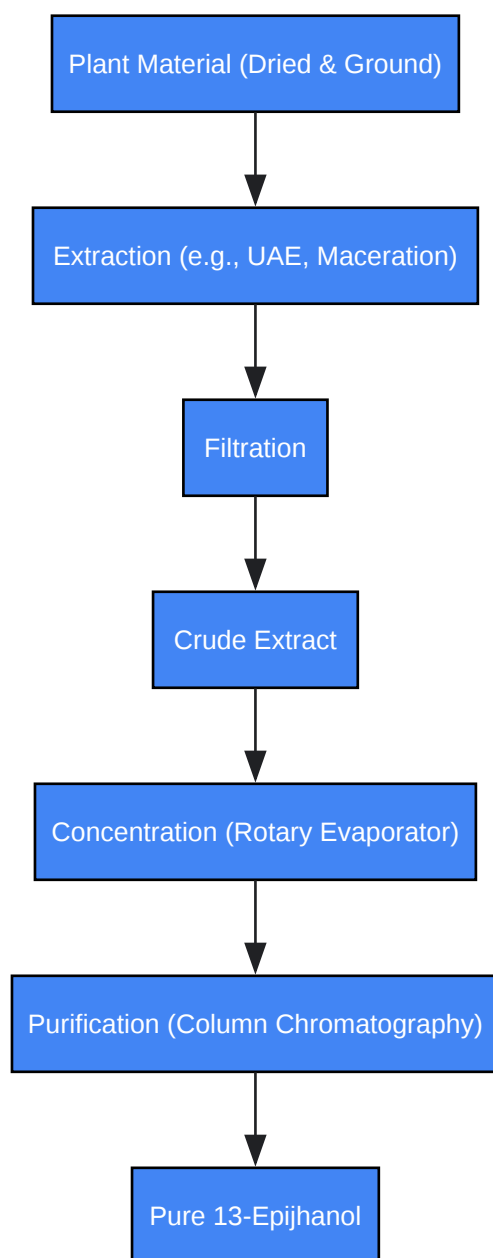 Plant Material (Dried & Ground)
Extraction (e.g., UAE, Maceration)
Filtration
Crude Extract
Concentration (Rotary Evaporator)
Purification (Column Chromatography)
Pure 13-Epijhanol